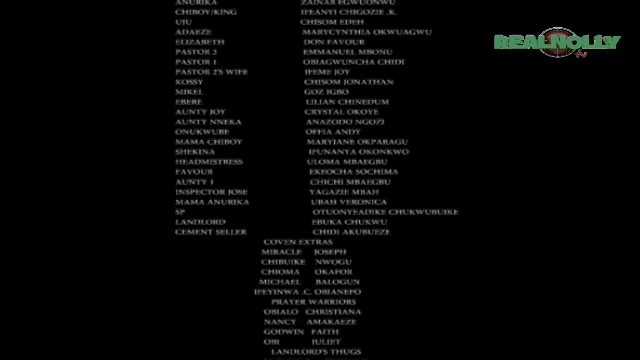 ANURIKA ZAINAB EGWUONWU
CHIBOY/KING IFEANYI CHIGOZIE .K.
UJU CHISOM EDEH
ADAEZE MARYCYNTHIA OKWUAGWU
ELIZABETH DON FAVOUR
PASTOR 2 EMMANUEL MBONU
PASTOR 1 OBIAGWUNCHA CHIDI
PASTOR 2'S WIFE IFEME JOY
KOSSY CHISOM JONATHAN
MIKEL GOZ IGBO
EBERE LILIAN CHINEDUM
AUNTY JOY CRYSTAL OKOYE
AUNTY NNEKA ANAZODO NGOZI
ONUKWUBE OFFIA ANDY
MAMA CHIBOY MARYJANE OKPARAGU
SHEKINA IFUNANYA OKONKWO
HEADMISTRESS ULOMA MBAEGBU
FAVOUR EKEOCHA SOCHIMA
AUNTY 1 CHICHI MBAEGBU
INSPECTOR JOSE YAGAZIE MBAH
MAMA ANURIKA UBAH VERONICA
SP OTUONYEADIKE CHUKWUBUIKE
LANDLORD EBUKA CHUKWU
CEMENT SELLER CHIDI AKUBUEZE
COVEN EXTRAS
MIRACLE JOSEPH
CHIBUIKE NWOGU
CHIOMA OKAFOR
MICHAEL BALOGUN
IFEYINWA .C. OBIANEFO
PRAYER WARRIORS
OBIALO CHRISTIANA
NANCY AMAKAEZE
GODWIN FAITH
OBI JULIET
LANDLORD'S THUGS
REALNOLLY
tv